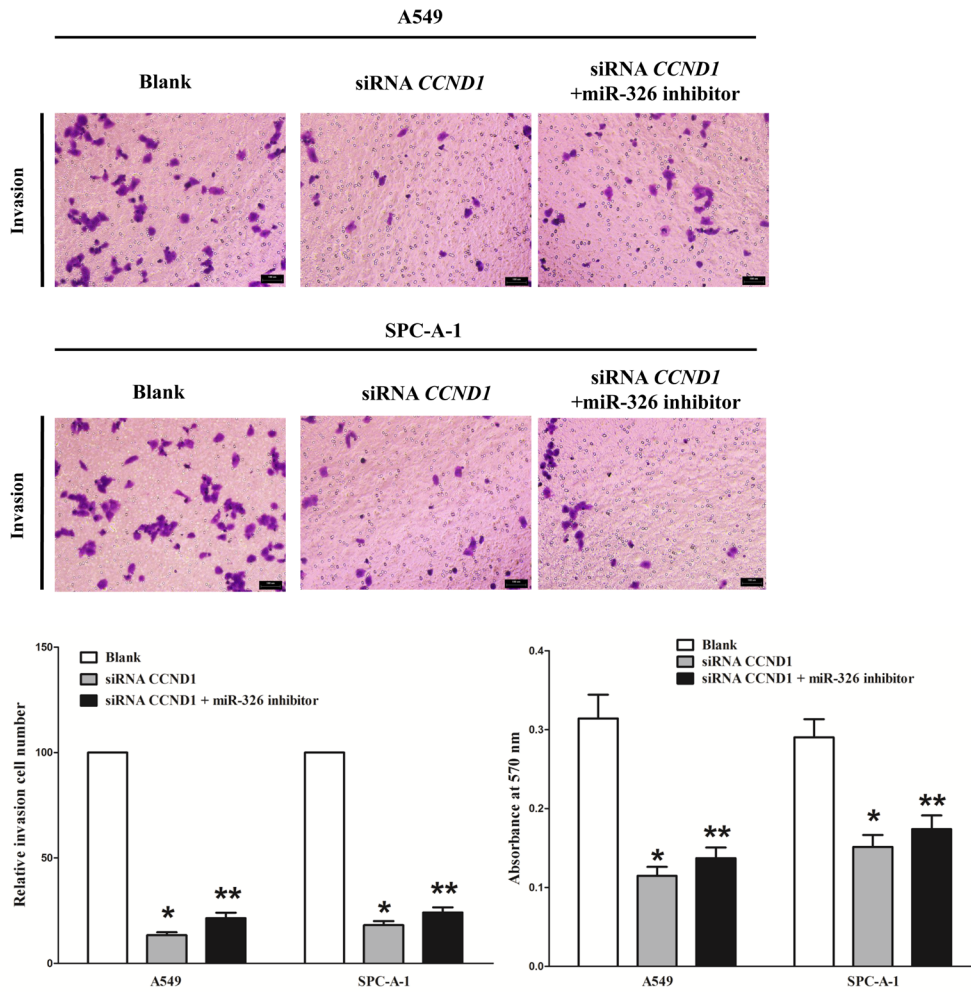 A549
Blank
siRNA CCND1
siRNA CCND1
+miR-326 inhibitor
Invasion
SPC-A-1
Blank
siRNA CCND1
siRNA CCND1
+miR-326 inhibitor
Invasion
Relative invasion cell number
150
100
50
0
Blank
siRNA CCND1
siRNA CCND1 + miR-326 inhibitor
*
**
*
**
A549
SPC-A-1
Absorbance at 570 nm
0.4
0.3
0.2
0.1
0.0
Blank
siRNA CCND1
siRNA CCND1 + miR-326 inhibitor
*
**
*
**
A549
SPC-A-1